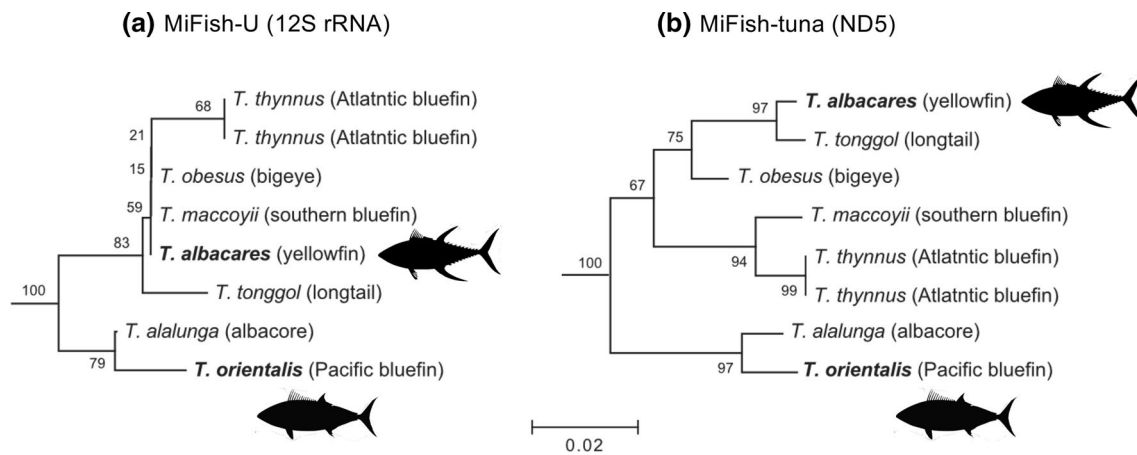 (a) MiFish-U (12S rRNA)
68
T. thynnus (Atlatntic bluefin)
T. thynnus (Atlatntic bluefin)
21
15
T. obesus (bigeye)
59
T. maccoyii (southern bluefin)
83
T. albacares (yellowfin)
T. tonggol (longtail)
100
T. alalunga (albacore)
79
T. orientalis (Pacific bluefin)
(b) MiFish-tuna (ND5)
97
T. albacares (yellowfin)
75
T. tonggol (longtail)
T. obesus (bigeye)
67
T. maccoyii (southern bluefin)
94
T. thynnus (Atlatntic bluefin)
100
99
T. thynnus (Atlatntic bluefin)
T. alalunga (albacore)
97
T. orientalis (Pacific bluefin)
0.02